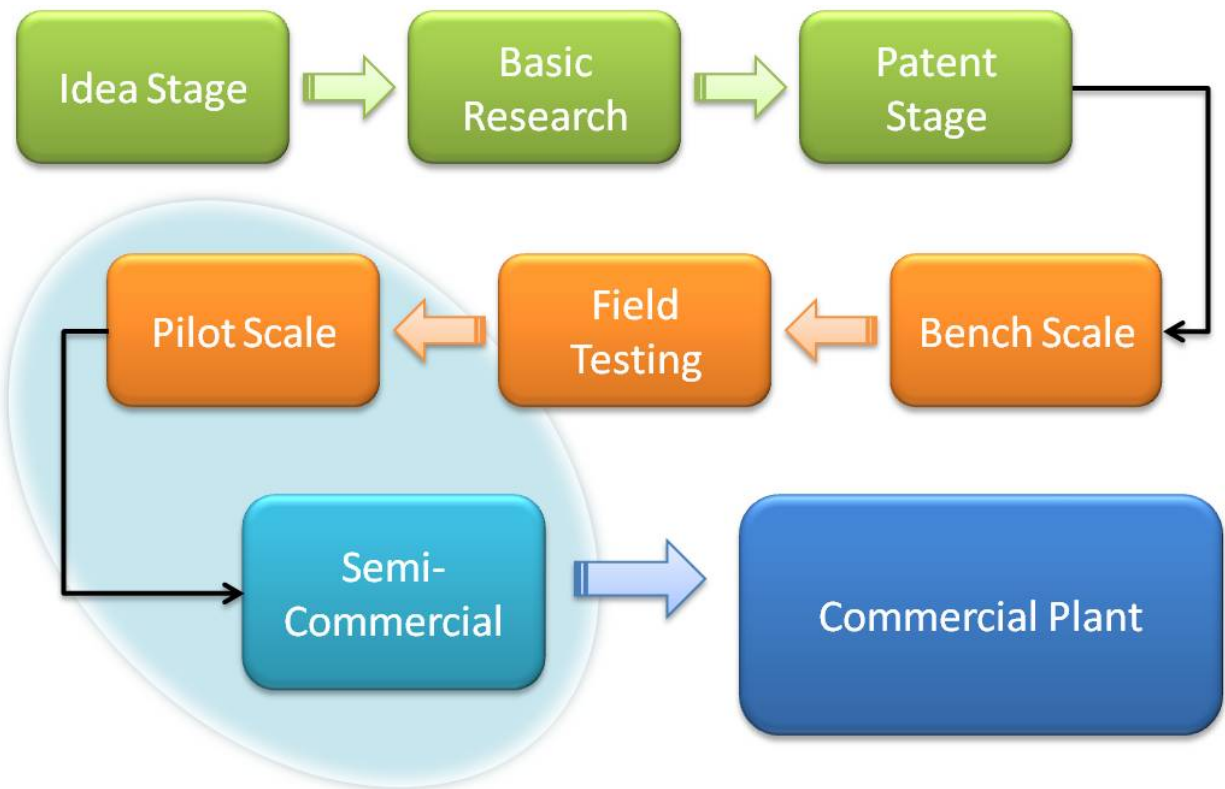 Idea Stage
Basic
Research
Patent
Stage
Bench Scale
Field
Testing
Pilot Scale
Semi-
Commercial
Commercial Plant